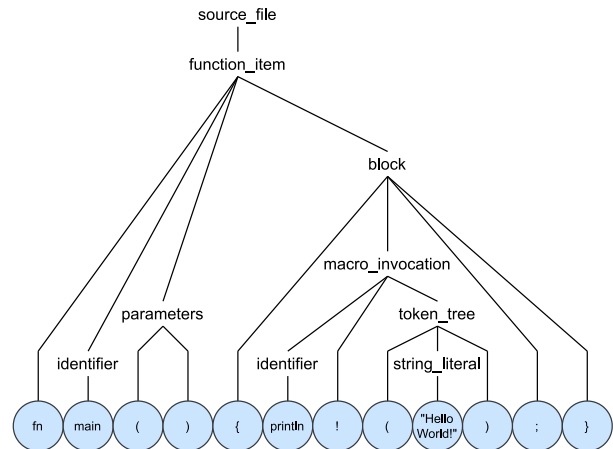 source_file
function_item
block
macro_invocation
parameters
token_tree
identifier
identifier
string_literal
fn
main
(
)
{
println
!
(
"Hello
World!"
)
;
}